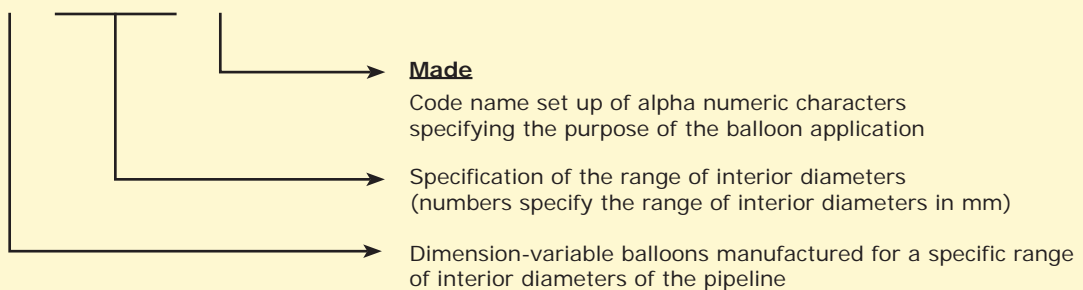 Made
Code name set up of alpha numeric characters
specifying the purpose of the balloon application
Specification of the range of interior diameters
(numbers specify the range of interior diameters in mm)
Dimension-variable balloons manufactured for a specific range
of interior diameters of the pipeline